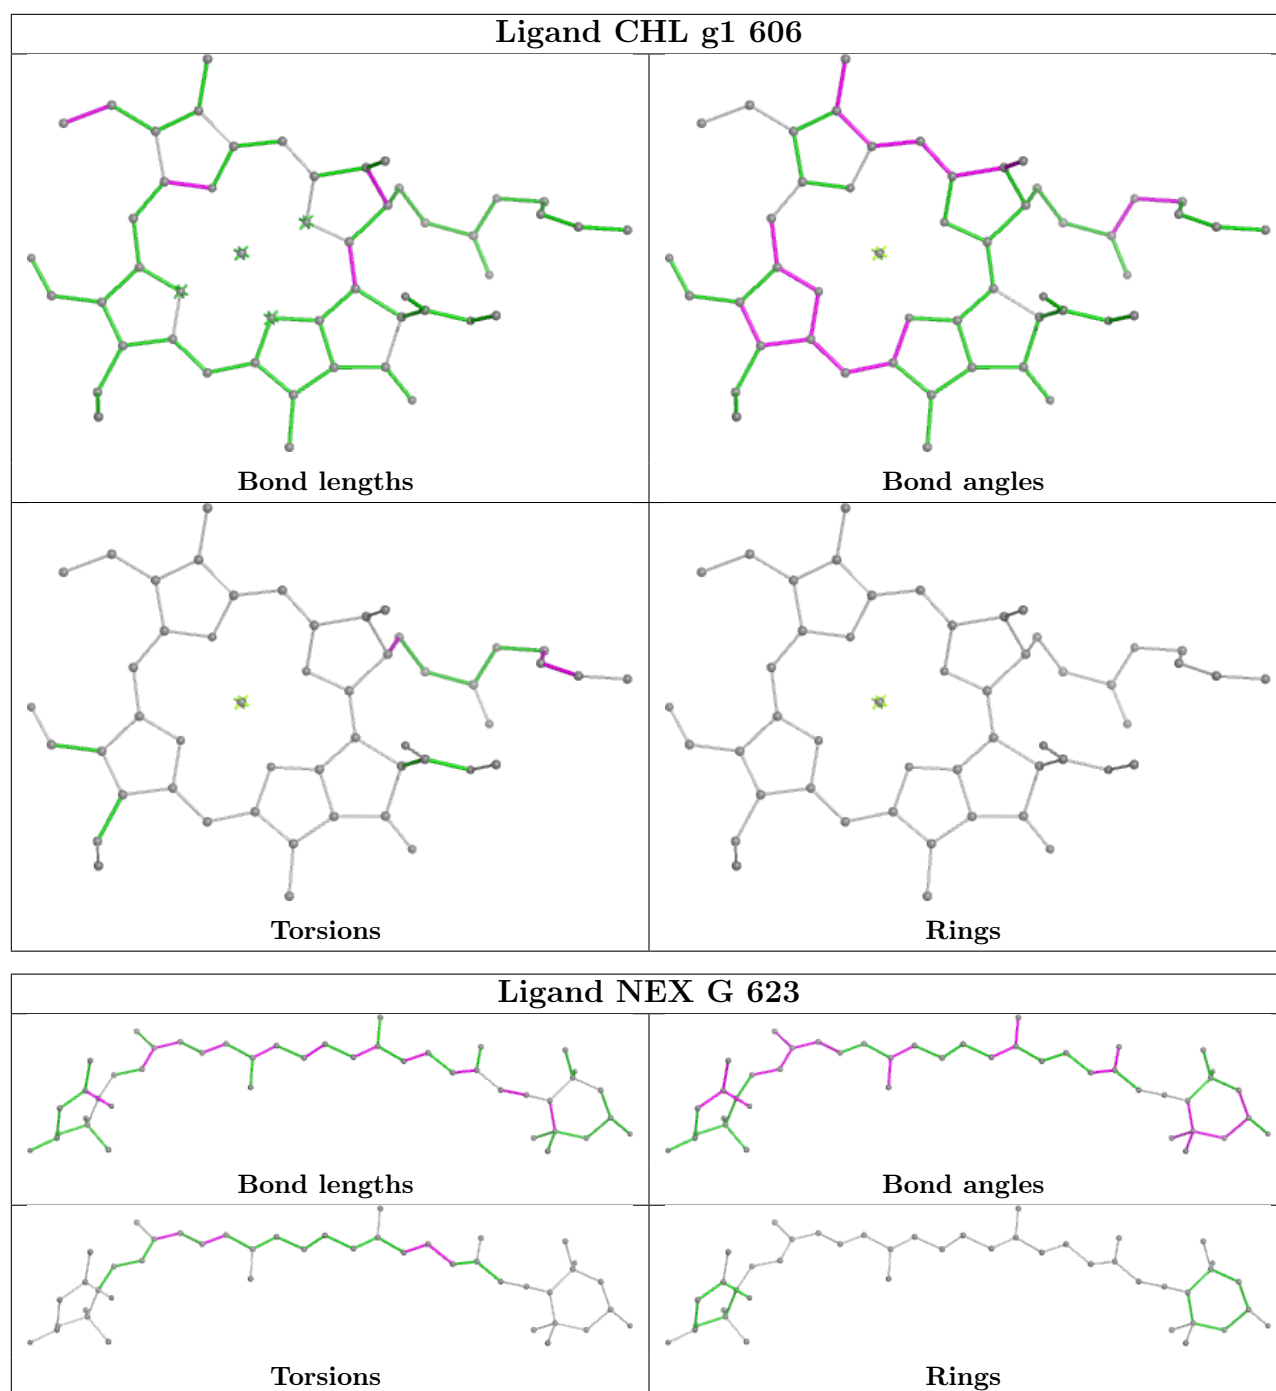 Ligand CHL g1 606
Bond lengths
Bond angles
Torsions
Rings
Ligand NEX G 623
Bond lengths
Bond angles
Torsions
Rings